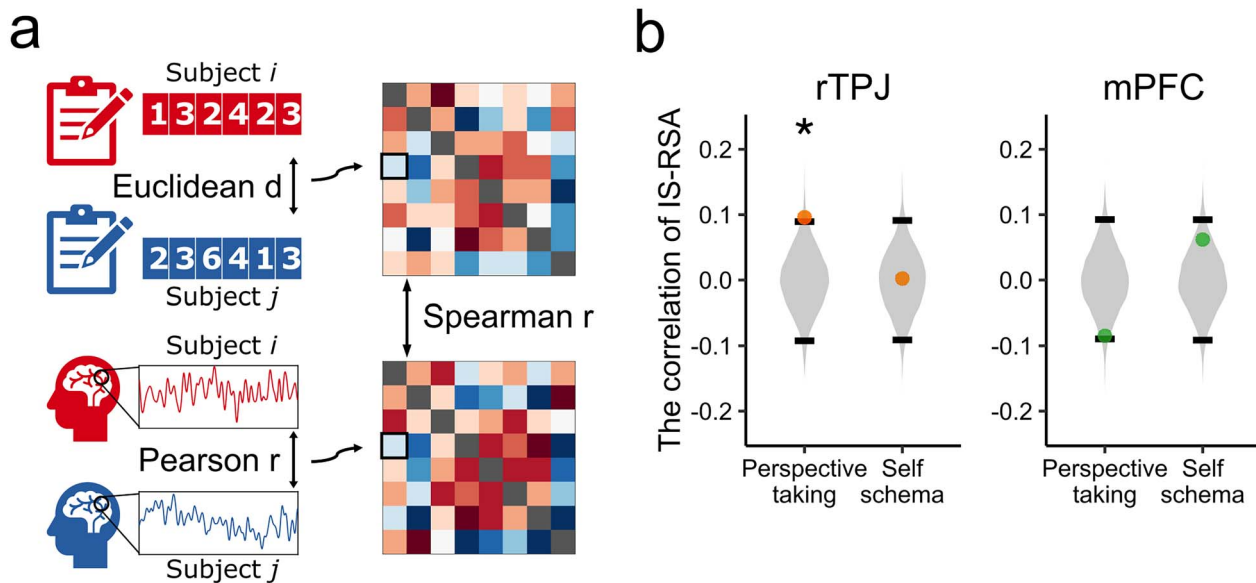 a
Subject i
1 3 2 4 2 3
Euclidean d
2 3 6 4 1 3
Subject j
Spearman r
Subject i
Pearson r
Subject j
b
rTPJ
mPFC
The correlation of IS-RSA
*
0.2
0.1
0.0
-0.1
-0.2
Perspective
taking
Self
schema
0.2
0.1
0.0
-0.1
-0.2
Perspective
taking
Self
schema